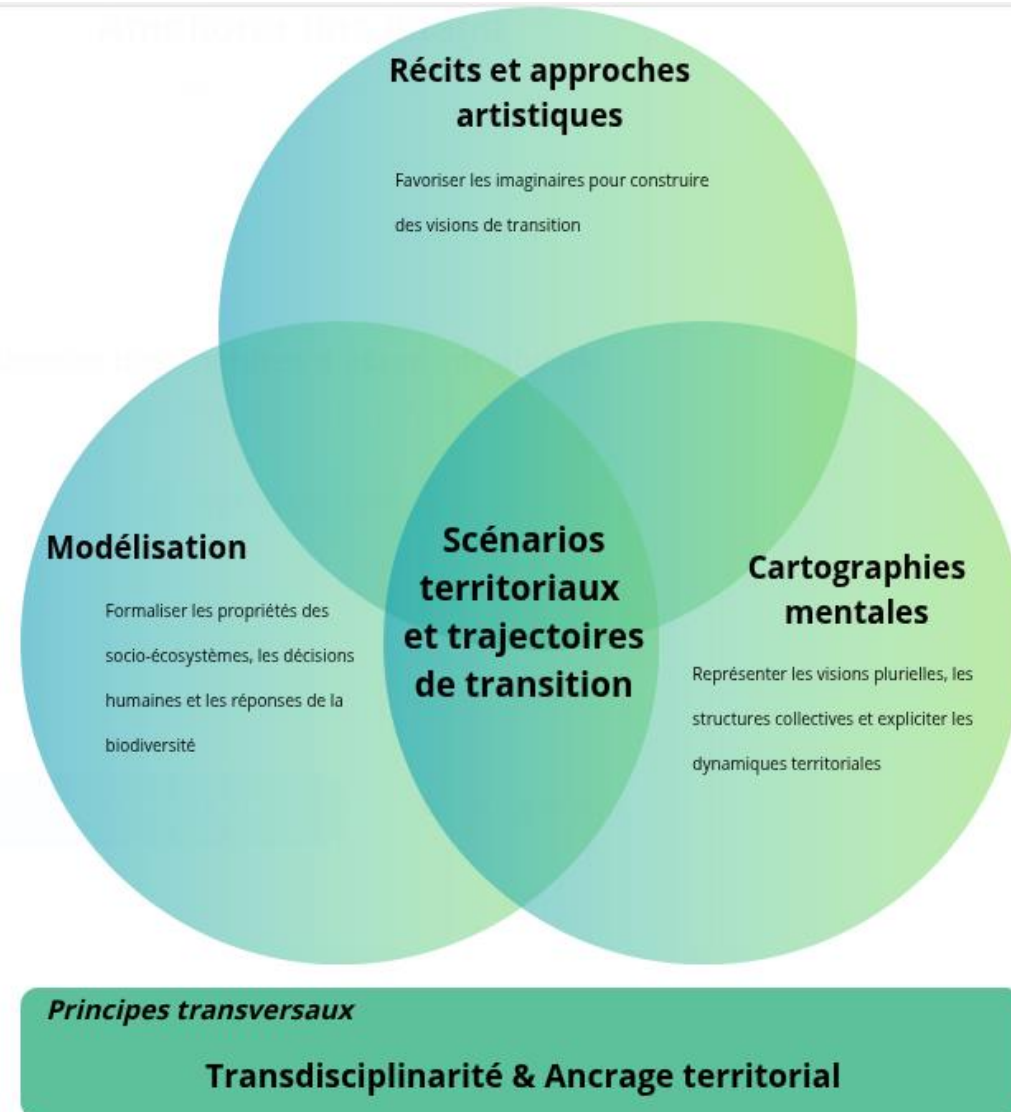 Récits et approches
artistiques
Favoriser les imaginaires pour construire
des visions de transition
Modélisation
Formaliser les propriétés des
socio-écosystèmes, les décisions
humaines et les réponses de la
biodiversité
Scénarios
territoriaux
et trajectoires
de transition
Cartographies
mentales
Représenter les visions plurielles, les
structures collectives et expliciter les
dynamiques territoriales
Principes transversaux
Transdisciplinarité & Ancrage territorial